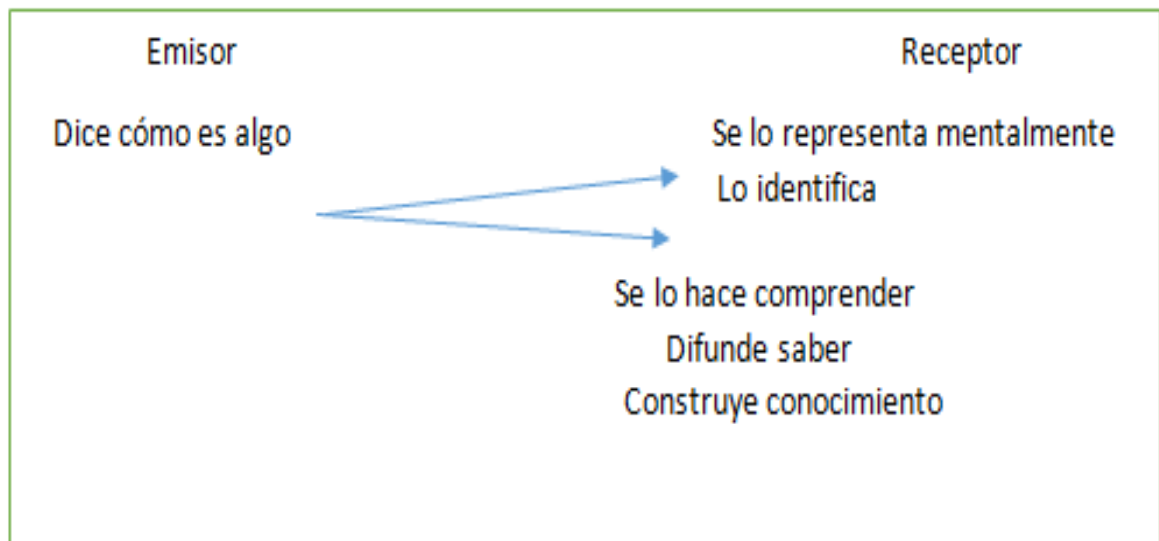 Emisor
Receptor
Dice cómo es algo
Se lo representa mentalmente
Lo identifica
Se lo hace comprender
Difunde saber
Construye conocimiento